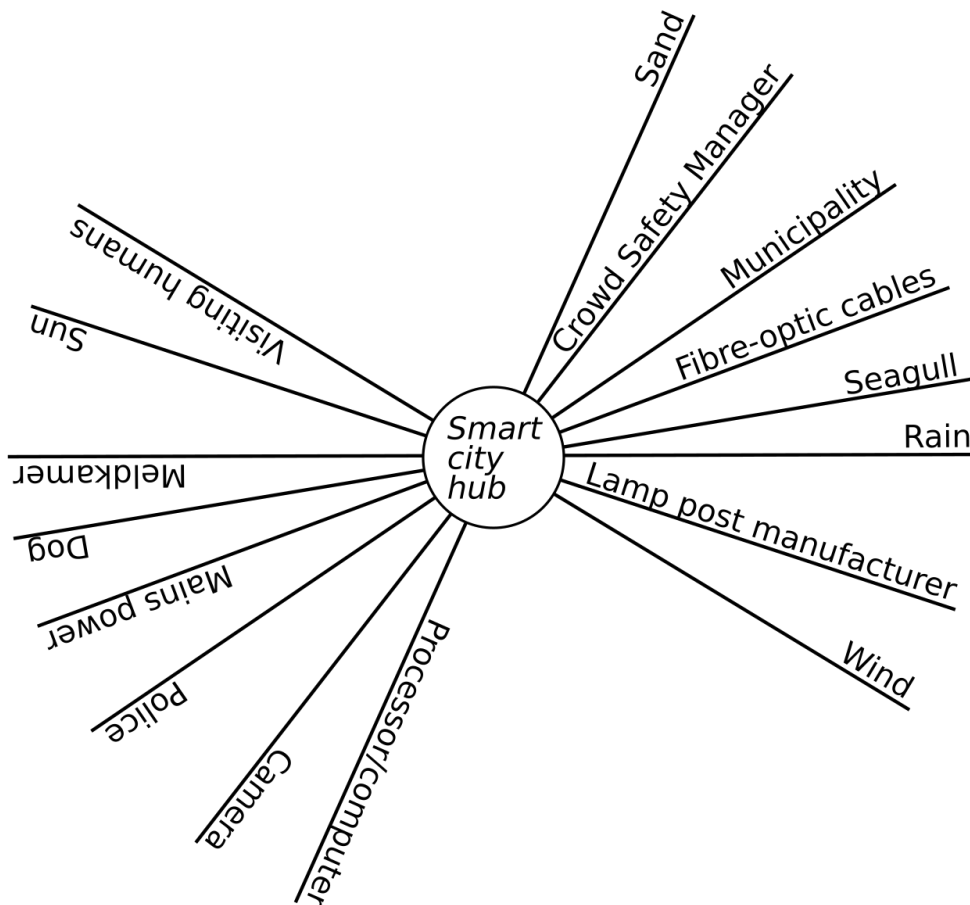 Sand
Crowd Safety Manager
Municipality
Fibre-optic cables
Seagull
Rain
Lamp post manufacturer
Wind
Smart
city
hub
Visiting humans
Sun
Meldkamer
Dog
Mains power
Police
Camera
Processor/computer